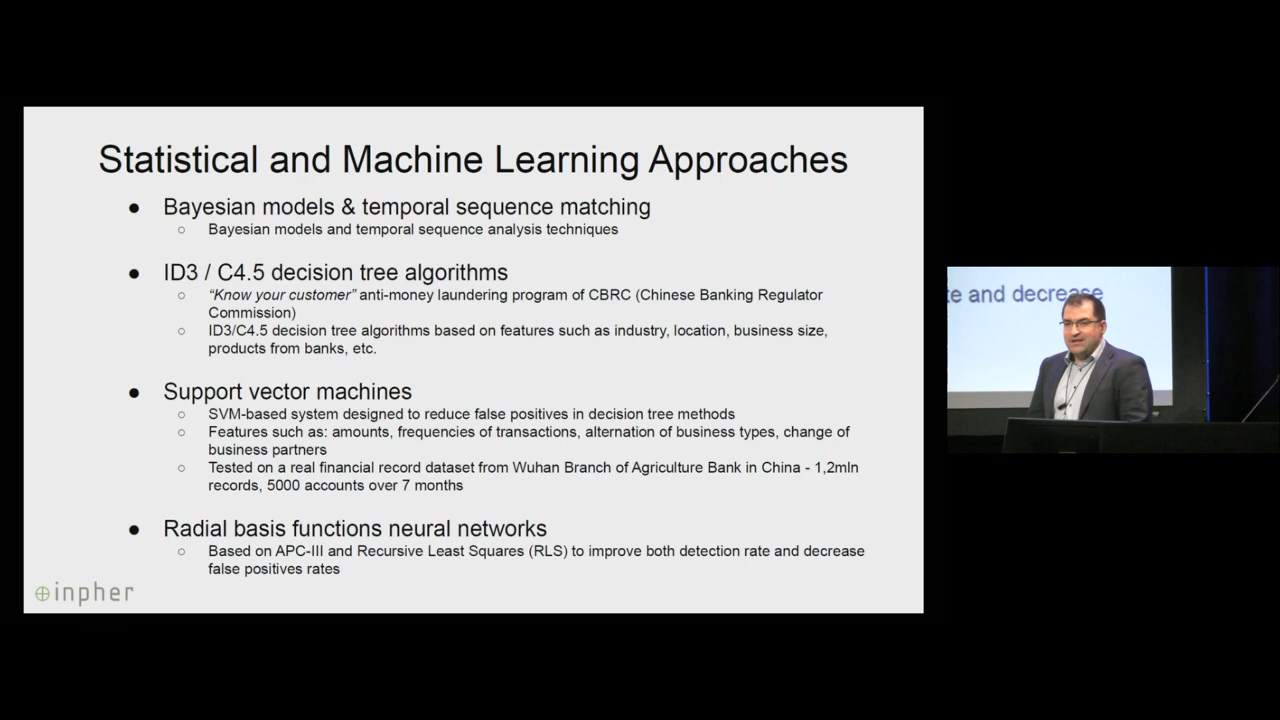 Statistical and Machine Learning Approaches
● Bayesian models & temporal sequence matching
○ Bayesian models and temporal sequence analysis techniques
● ID3 / C4.5 decision tree algorithms
○ “Know your customer” anti-money laundering program of CBRC (Chinese Banking Regulator
Commission)
○ ID3/C4.5 decision tree algorithms based on features such as industry, location, business size,
products from banks, etc.
● Support vector machines
○ SVM-based system designed to reduce false positives in decision tree methods
○ Features such as: amounts, frequencies of transactions, alternation of business types, change of
business partners
○ Tested on a real financial record dataset from Wuhan Branch of Agriculture Bank in China - 1,2mln
records, 5000 accounts over 7 months
● Radial basis functions neural networks
○ Based on APC-III and Recursive Least Squares (RLS) to improve both detection rate and decrease
false positives rates
inpher
te and decrease